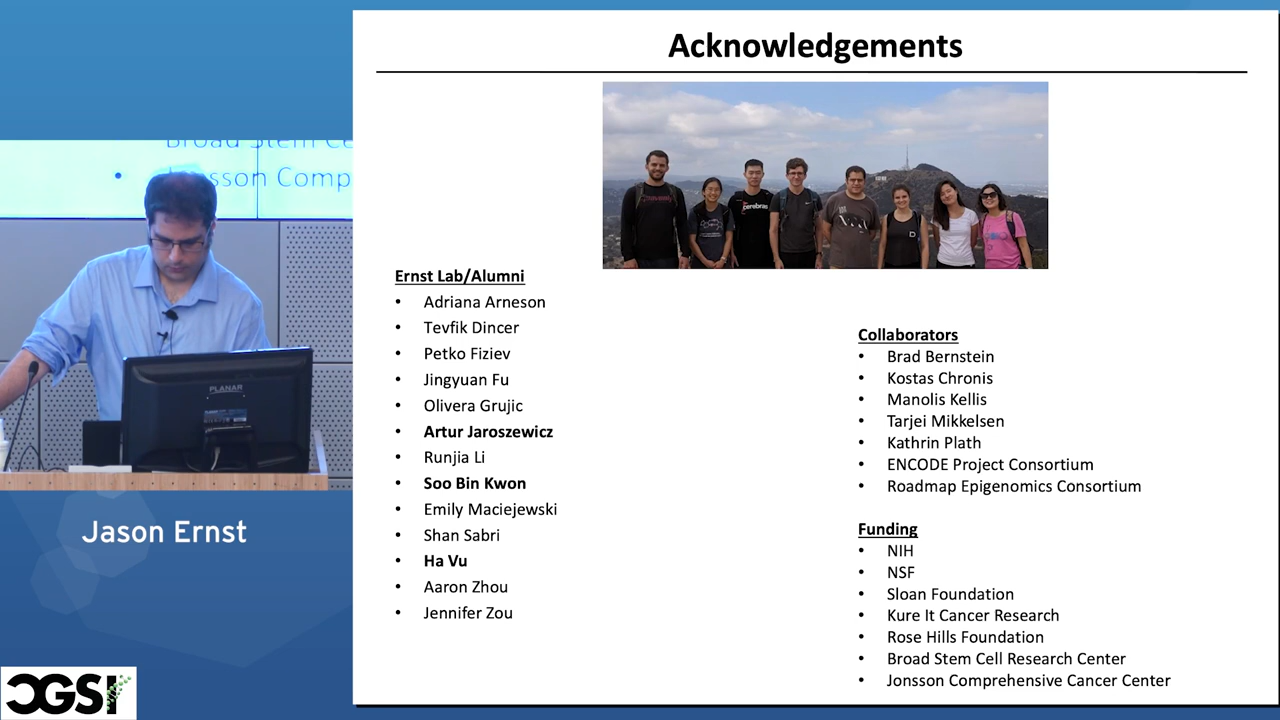 Acknowledgements
Broad Stem Ce
Jonsson Comp
cerebras
Ernst Lab/Alumni
• Adriana Arneson
• Tevfik Dincer
• Petko Fiziev
• Jingyuan Fu
• Olivera Grujic
• Artur Jaroszewicz
• Runjia Li
• Soo Bin Kwon
• Emily Maciejewski
• Shan Sabri
• Ha Vu
• Aaron Zhou
• Jennifer Zou
Collaborators
• Brad Bernstein
• Kostas Chronis
• Manolis Kellis
• Tarjei Mikkelsen
• Kathrin Plath
• ENCODE Project Consortium
• Roadmap Epigenomics Consortium
Funding
• NIH
• NSF
• Sloan Foundation
• Kure It Cancer Research
• Rose Hills Foundation
• Broad Stem Cell Research Center
• Jonsson Comprehensive Cancer Center
PLANAR
Jason Ernst
CGSI